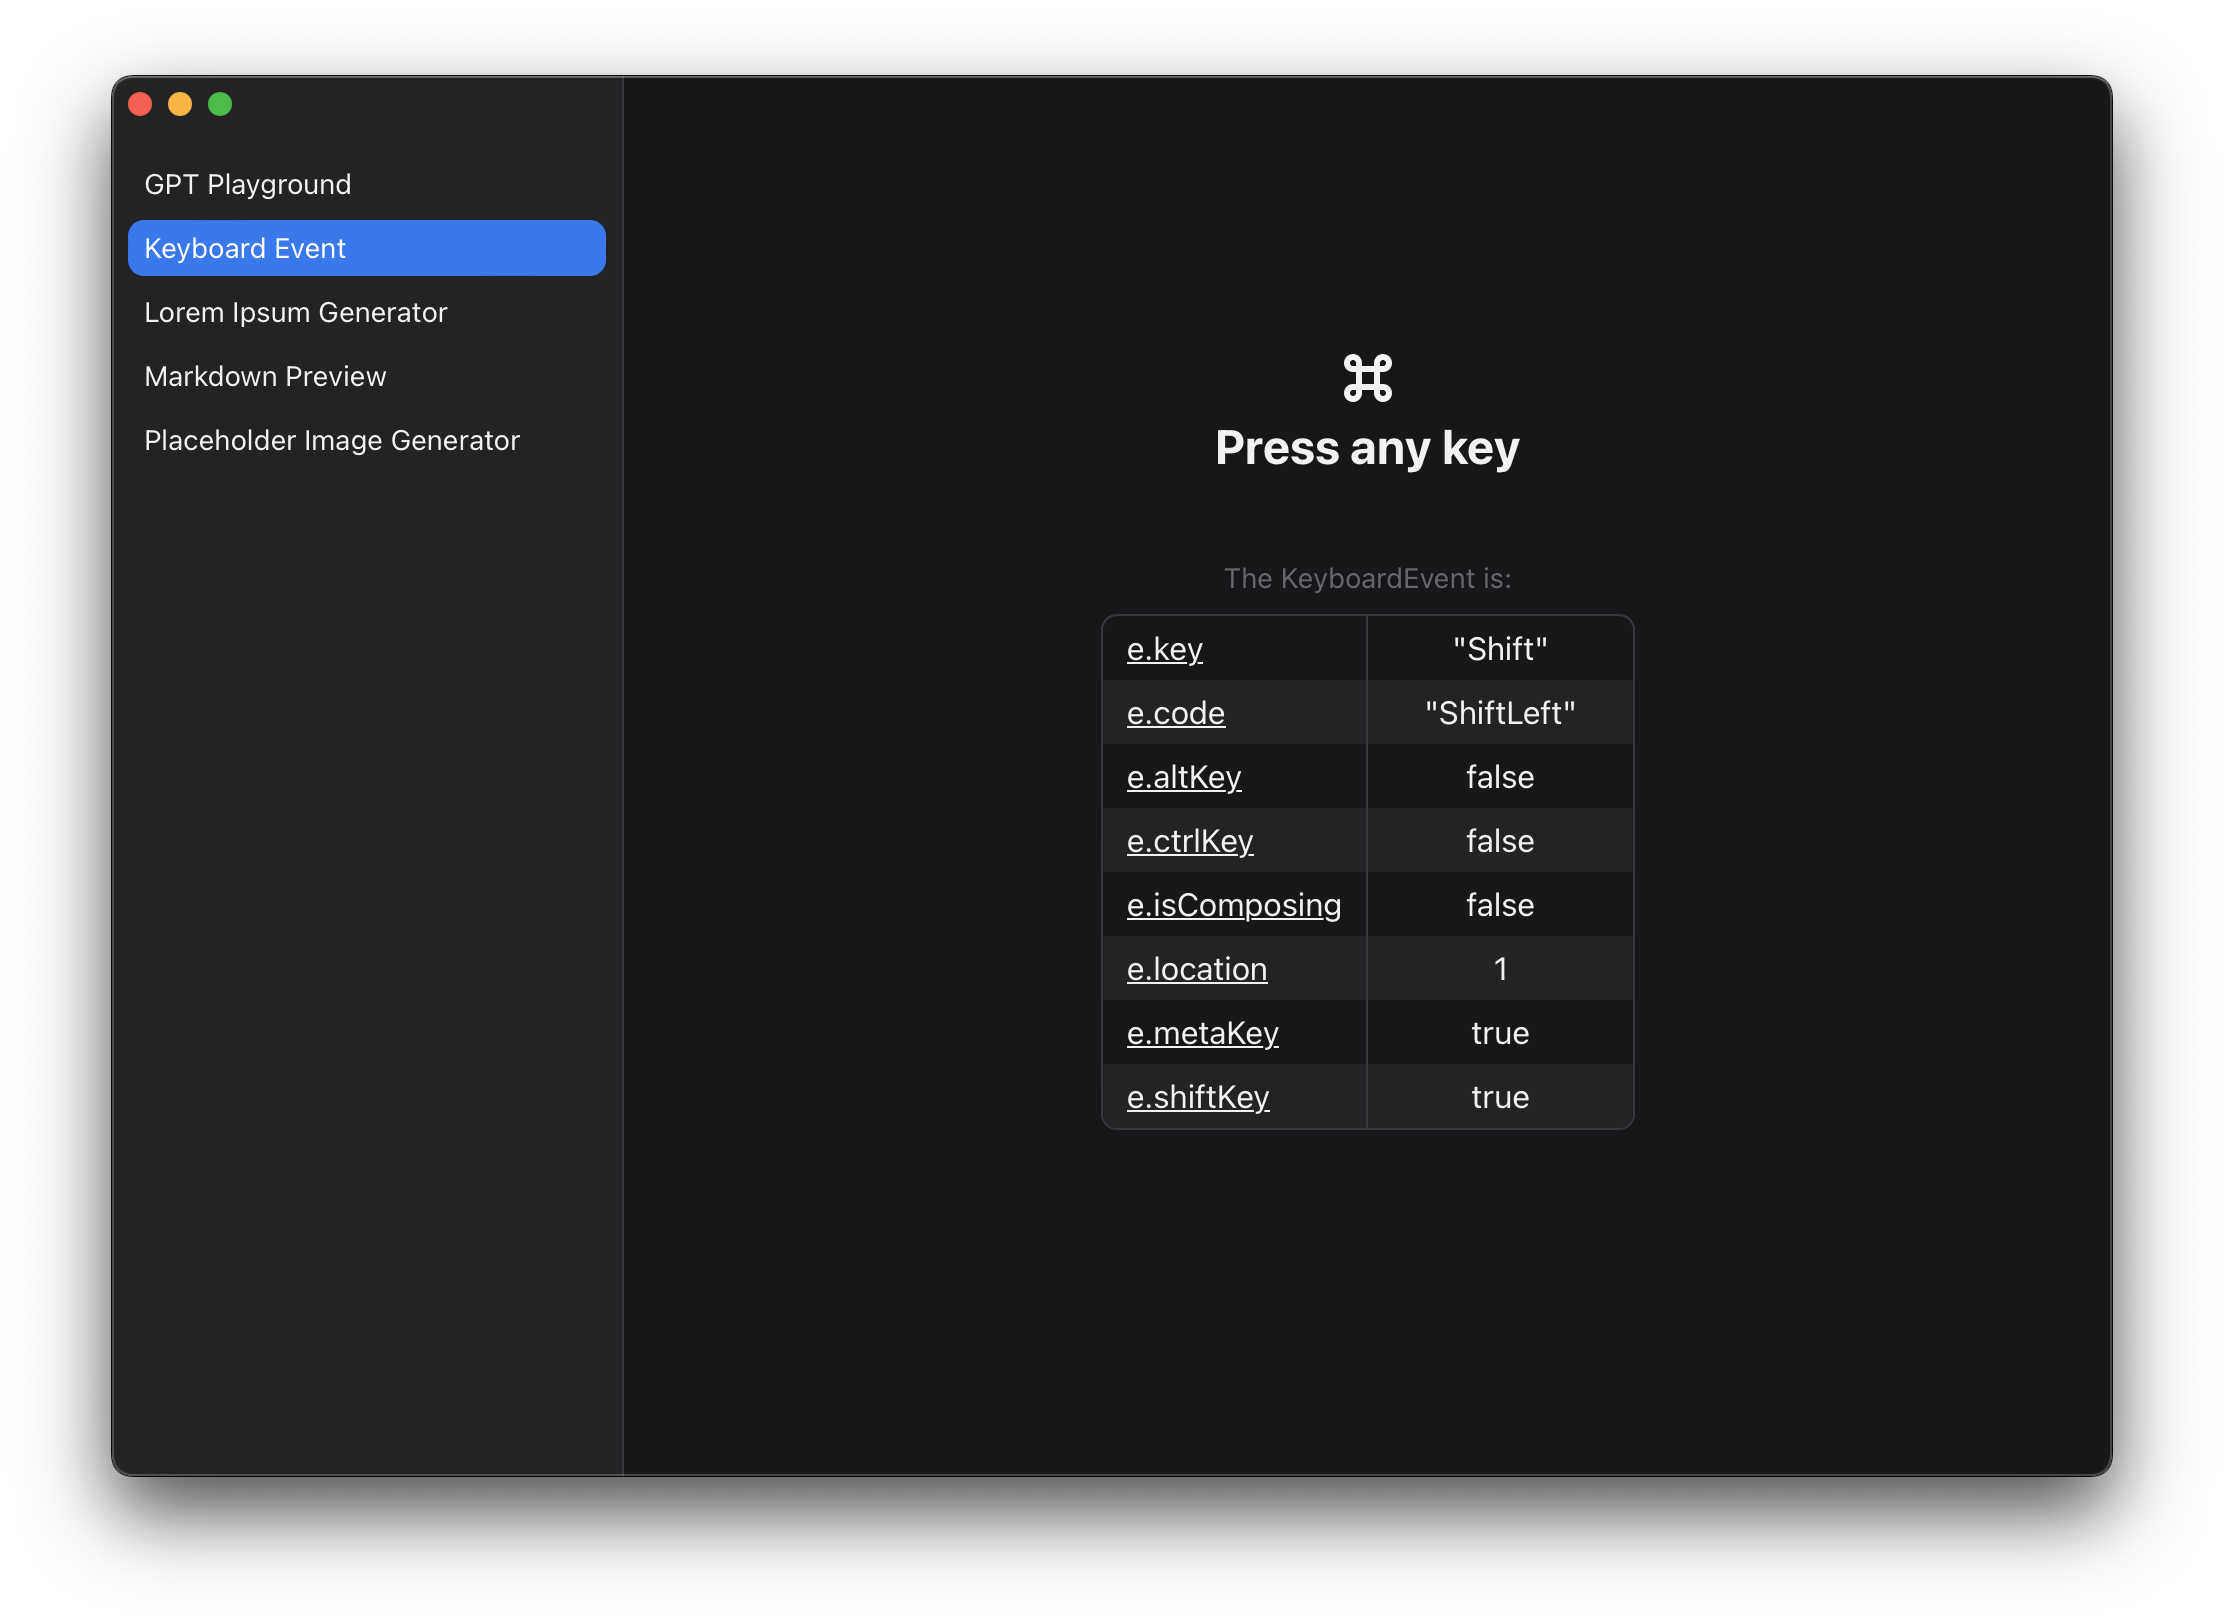 GPT Playground
Keyboard Event
Lorem Ipsum Generator
Markdown Preview
Placeholder Image Generator
⌘
Press any key
The KeyboardEvent is:
e.key "Shift"
e.code "ShiftLeft"
e.altKey false
e.ctrlKey false
e.isComposing false
e.location 1
e.metaKey true
e.shiftKey true